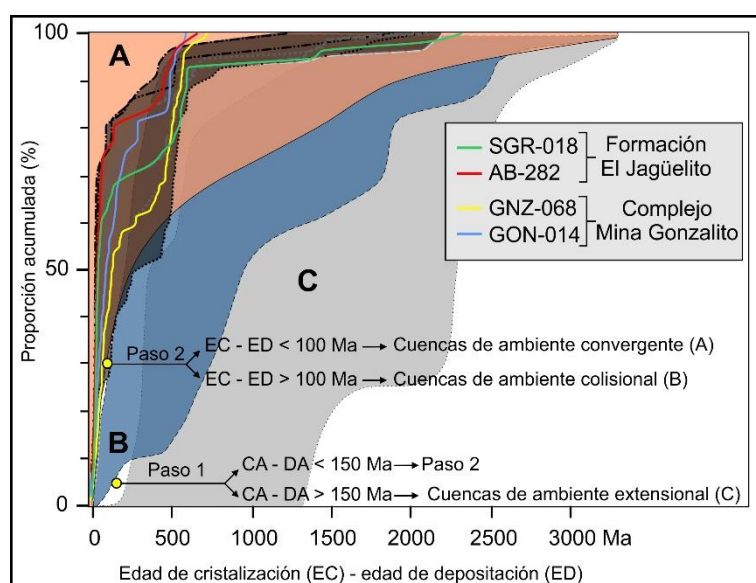 100
A
SGR-018
AB-282
Formación
El Jagüelito
GNZ-068
GON-014
Complejo
Mina Gonzalito
Proporción acumulada (%)
50
C
EC - ED < 100 Ma → Cuencas de ambiente convergente (A)
Paso 2
EC - ED > 100 Ma → Cuencas de ambiente colisional (B)
B
CA - DA < 150 Ma → Paso 2
Paso 1
CA - DA > 150 Ma → Cuencas de ambiente extensional (C)
0
0 500 1000 1500 2000 2500 3000 Ma
Edad de cristalización (EC) - edad de depositación (ED)